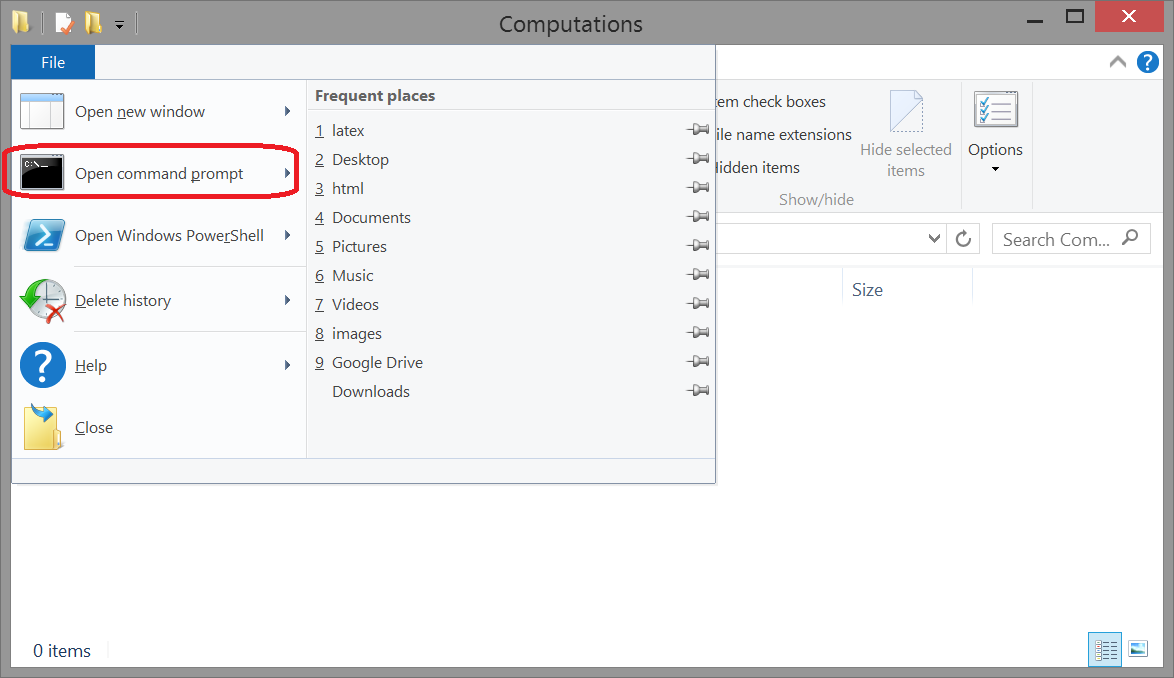 Computations
File
Open new window
Open command prompt
Open Windows PowerShell
Delete history
Help
Close
Frequent places
1 latex
2 Desktop
3 html
4 Documents
5 Pictures
6 Music
7 Videos
8 images
9 Google Drive
Downloads
tem check boxes
ile name extensions
Hidden items
Hide selected
items
Show/hide
Options
Search Com...
Size
0 items
C:\_